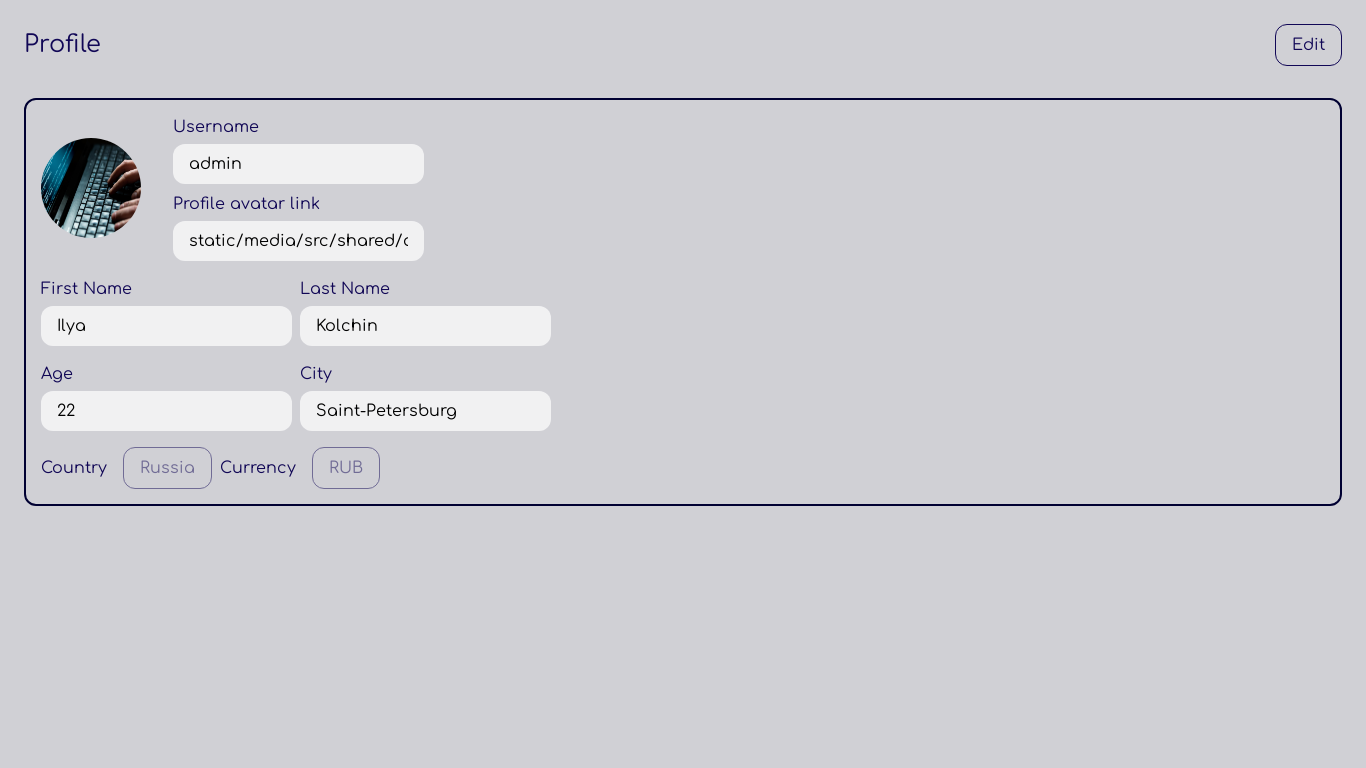 Profile
Edit
Username
admin
Profile avatar link
static/media/src/shared/
First Name
Last Name
Ilya
Kolchin
Age
City
22
Saint-Petersburg
Country
Russia
Currency
RUB